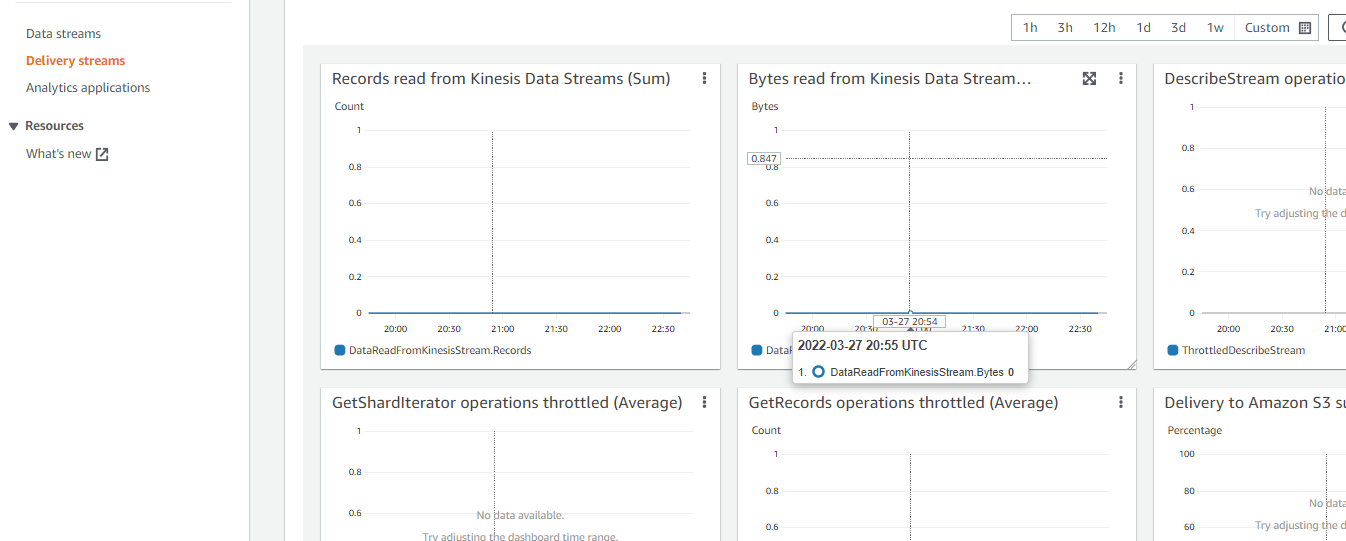 Data streams
Delivery streams
Analytics applications
Resources
What's new
1h 3h 12h 1d 3d 1w Custom
Records read from Kinesis Data Streams (Sum)
Count
1
0.8
0.6
0.4
0.2
0
20:00 20:30 21:00 21:30 22:00 22:30
DataReadFromKinesisStream.Records
Bytes read from Kinesis Data Stream…
Bytes
1
0.847
0.8
0.6
0.4
0.2
0
20:00 20:30 21:30 22:00 22:30
03-27 20:54
2022-03-27 20:55 UTC
1. DataReadFromKinesisStream.Bytes 0
DescribeStream operatio
1
0.8
0.6
0.4
0.2
0
No data
Try adjusting the d
20:00 20:30 21:00
ThrottledDescribeStream
GetShardIterator operations throttled (Average)
1
0.8
0.6
No data available.
Try adjusting the dashboard time range.
GetRecords operations throttled (Average)
Count
1
0.8
0.6
Delivery to Amazon S3 su
Percentage
100
80
60
No data
Try adjusting the d